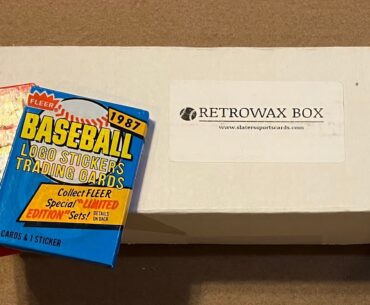 FLEER
1987
BASEBALL
LOGO STICKERS
TRADING CARDS
Collect FLEER
Special "LIMITED
EDITION" Sets!
DETAILS
ON BACK
CARDS & 1 STICKER
RETROWAX BOX
www.slatersportscards.com